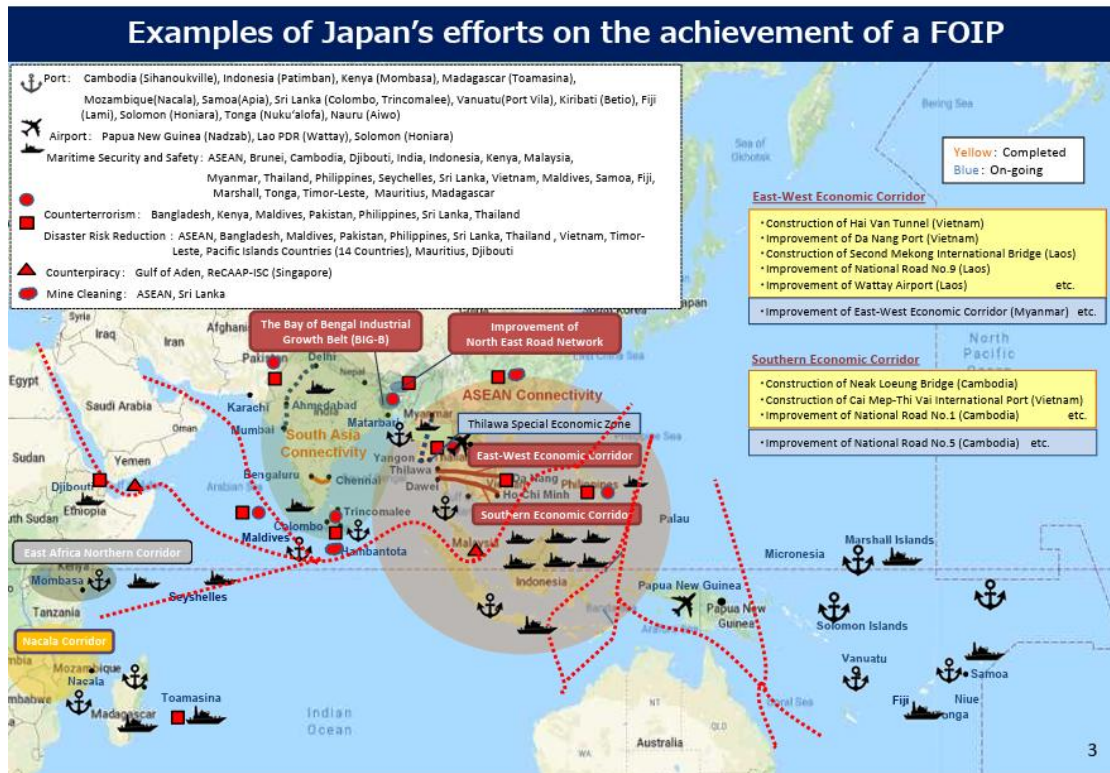 Examples of Japan's efforts on the achievement of a FOIP
Port： Cambodia (Sihanoukville), Indonesia (Patimban), Kenya (Mombasa), Madagascar (Toamasina),
Mozambique(Nacala), Samoa(Apia), Sri Lanka (Colombo, Trincomalee), Vanuatu(Port Vila), Kiribati (Betio), Fiji
(Lami), Solomon (Honiara), Tonga (Nuku'alofa), Nauru (Aiwo)
Airport： Papua New Guinea (Nadzab), Lao PDR (Wattay), Solomon (Honiara)
Maritime Security and Safety：ASEAN, Brunei, Cambodia, Djibouti, India, Indonesia, Kenya, Malaysia,
Myanmar, Thailand, Philippines, Seychelles, Sri Lanka, Vietnam, Maldives, Samoa, Fiji,
Marshall, Tonga, Timor-Leste, Mauritius, Madagascar
Counterterrorism： Bangladesh, Kenya, Maldives, Pakistan, Philippines, Sri Lanka, Thailand
Disaster Risk Reduction：ASEAN, Bangladesh, Maldives, Pakistan, Philippines, Sri Lanka, Thailand , Vietnam, Timor-
Leste, Pacific Islands Countries (14 Countries), Mauritius, Djibouti
Counterpiracy： Gulf of Aden, ReCAAP-ISC (Singapore)
Mine Cleaning： ASEAN, Sri Lanka
Bering Sea
Sea of
Okhotsk
Yellow：Completed
Blue：On-going
East-West Economic Corridor
・Construction of Hai Van Tunnel (Vietnam)
・Improvement of Da Nang Port (Vietnam)
・Construction of Second Mekong International Bridge (Laos)
・Improvement of National Road No.9 (Laos)
・Improvement of Wattay Airport (Laos) etc.
・Improvement of East-West Economic Corridor (Myanmar) etc.
North
Pacific
Southern Economic Corridor
・Construction of Neak Loeung Bridge (Cambodia)
・Construction of Cai Mep-Thi Vai International Port (Vietnam)
・Improvement of National Road No.1 (Cambodia) etc.
・Improvement of National Road No.5 (Cambodia) etc.
Syria
Iraq
Iran
Japan
The Bay of Bengal Industrial
Growth Belt (BIG-B)
Improvement of
North East Road Network
Pakistan
Delhi
Nepal
Egypt
Saudi Arabia
Oman
Karachi
Ahmedabad
India
Mumbai
Matarbari
Myanmar
ASEAN Connectivity
Thilawa Special Economic Zone
South Asia
Connectivity
Yangon
Thilawa
Dawei
East-West Economic Corridor
Sudan
Yemen
Arabian Sea
Bengaluru
Chennai
Da Nang
Ho Chi Minh
Philippines
Djibouti
Ethiopia
Trincomalee
Colombo
Hambantota
Maldives
Southern Economic Corridor
Palau
Malaysia
Indonesia
Micronesia
Marshall Islands
East Africa Northern Corridor
Kenya
Mombasa
Seyshelles
Tanzania
Papua New Guinea
Papua New
Guinea
Solomon Islands
Nacala Corridor
Mozambique
Nacala
Toamasina
Madagascar
Vanuatu
Samoa
Fiji
Niue
Coral Sea
Indian
Ocean
NT
QLD
WA
Australia
3